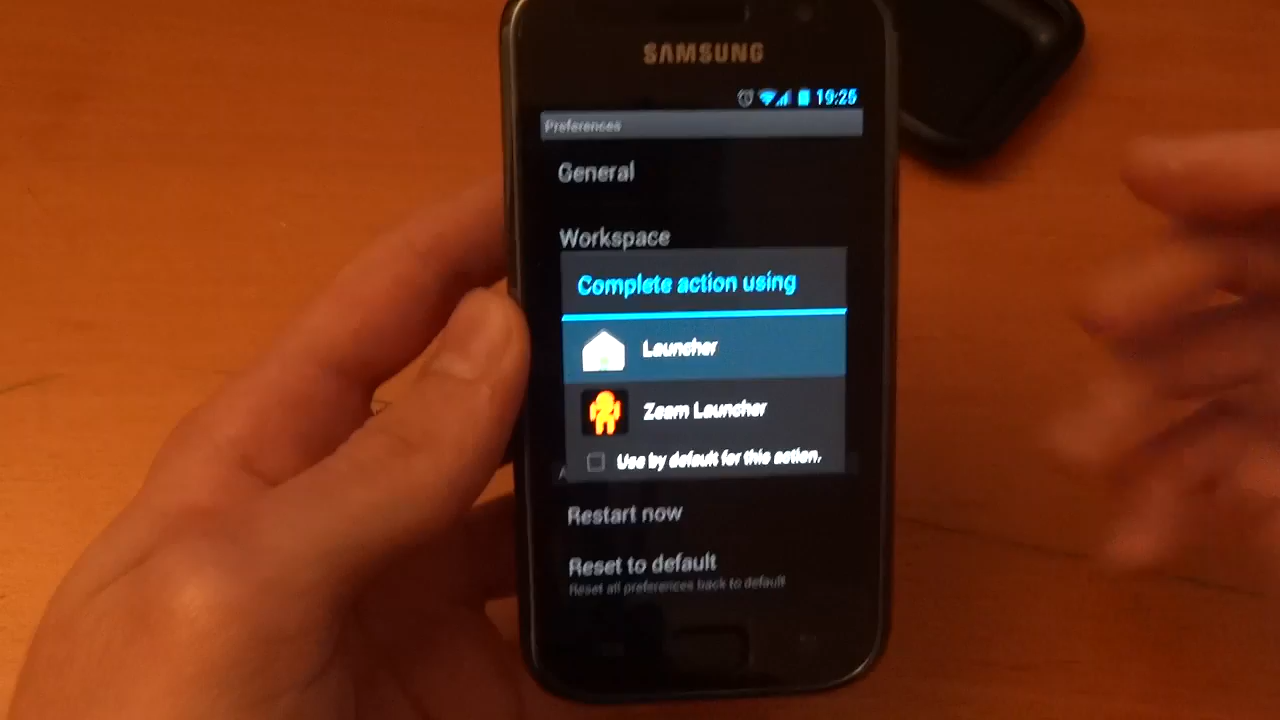 SAMSUNG
19:25
Preferences
General
Workspace
Complete action using
Launcher
Zeam Launcher
Use by default for this action.
Restart now
Reset to default
Reset all preferences back to default